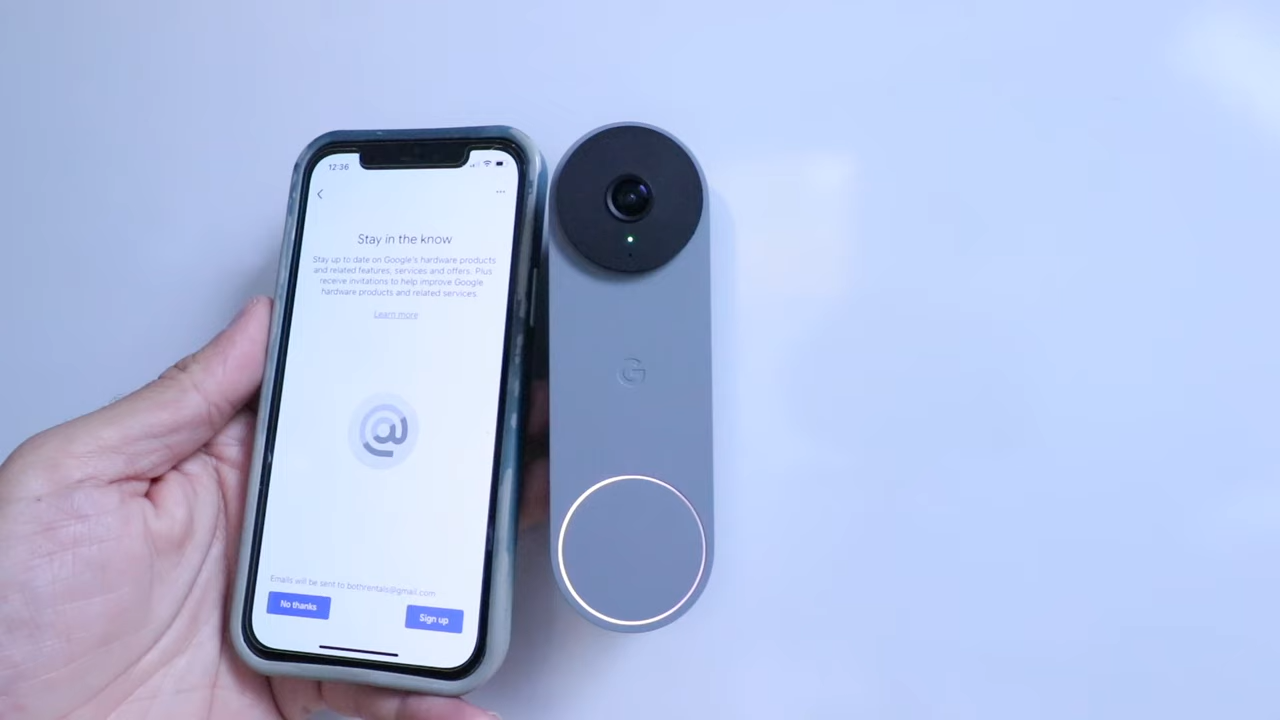 12:36
Stay in the know
Stay up to date on Google's hardware products
and related features, services and offers. Plus
receive invitations to help improve Google
hardware products and related services.
Learn more
@
Emails will be sent to bothrentals@gmail.com
No thanks
Sign up
G